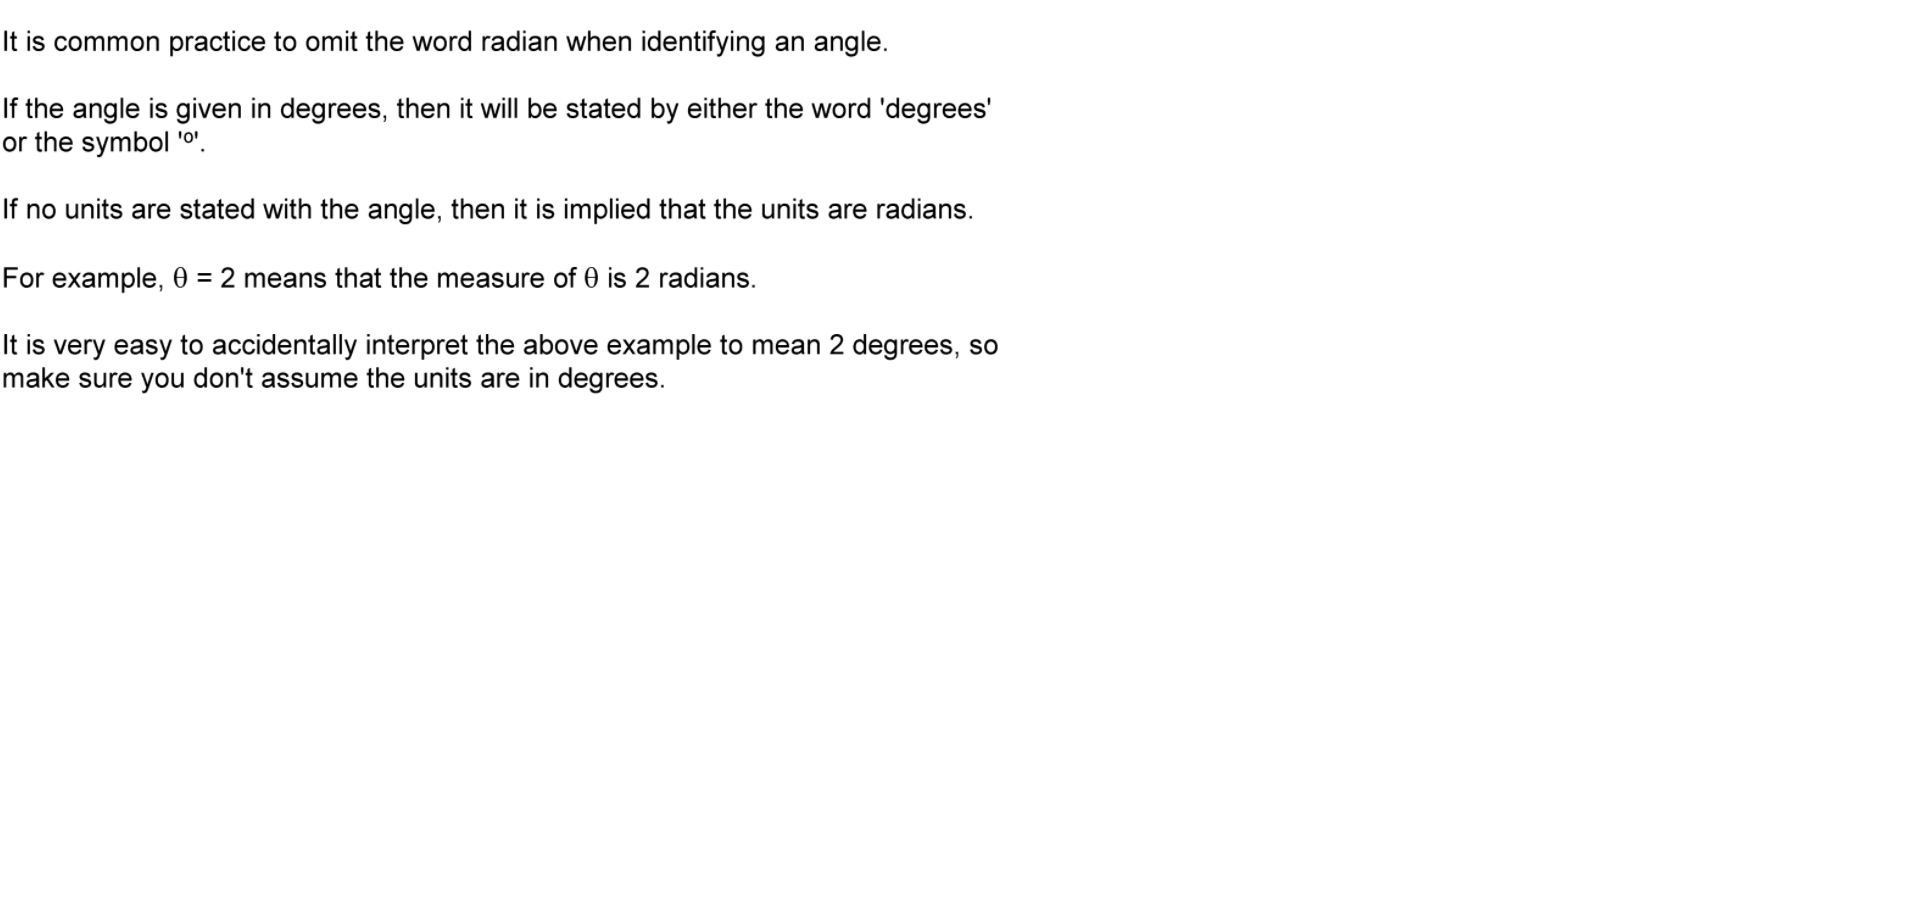 It is common practice to omit the word radian when identifying an angle.
If the angle is given in degrees, then it will be stated by either the word 'degrees'
or the symbol 'º'.
If no units are stated with the angle, then it is implied that the units are radians.
For example, θ = 2 means that the measure of θ is 2 radians.
It is very easy to accidentally interpret the above example to mean 2 degrees, so
make sure you don't assume the units are in degrees.